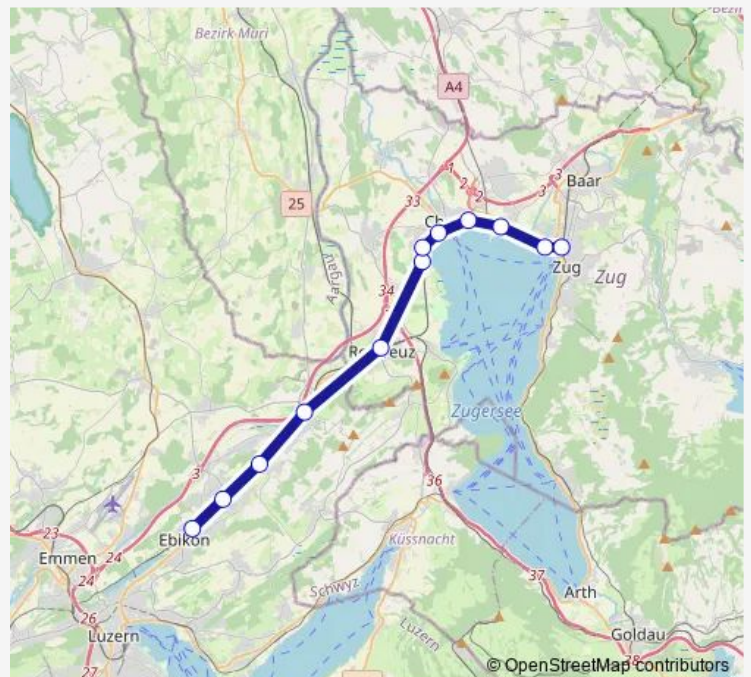 Bezirk Muri
A4
1
2
2
3
3
Baar
25
33
Ch
Zug
Zug
Aargau
34
Zugersee
3
36
Ebikon
23
Emmen
24
24
Küssnacht
37
Arth
Schwyz
26
Luzern
Luzern
Goldau
27
28
© OpenStreetMap contributors